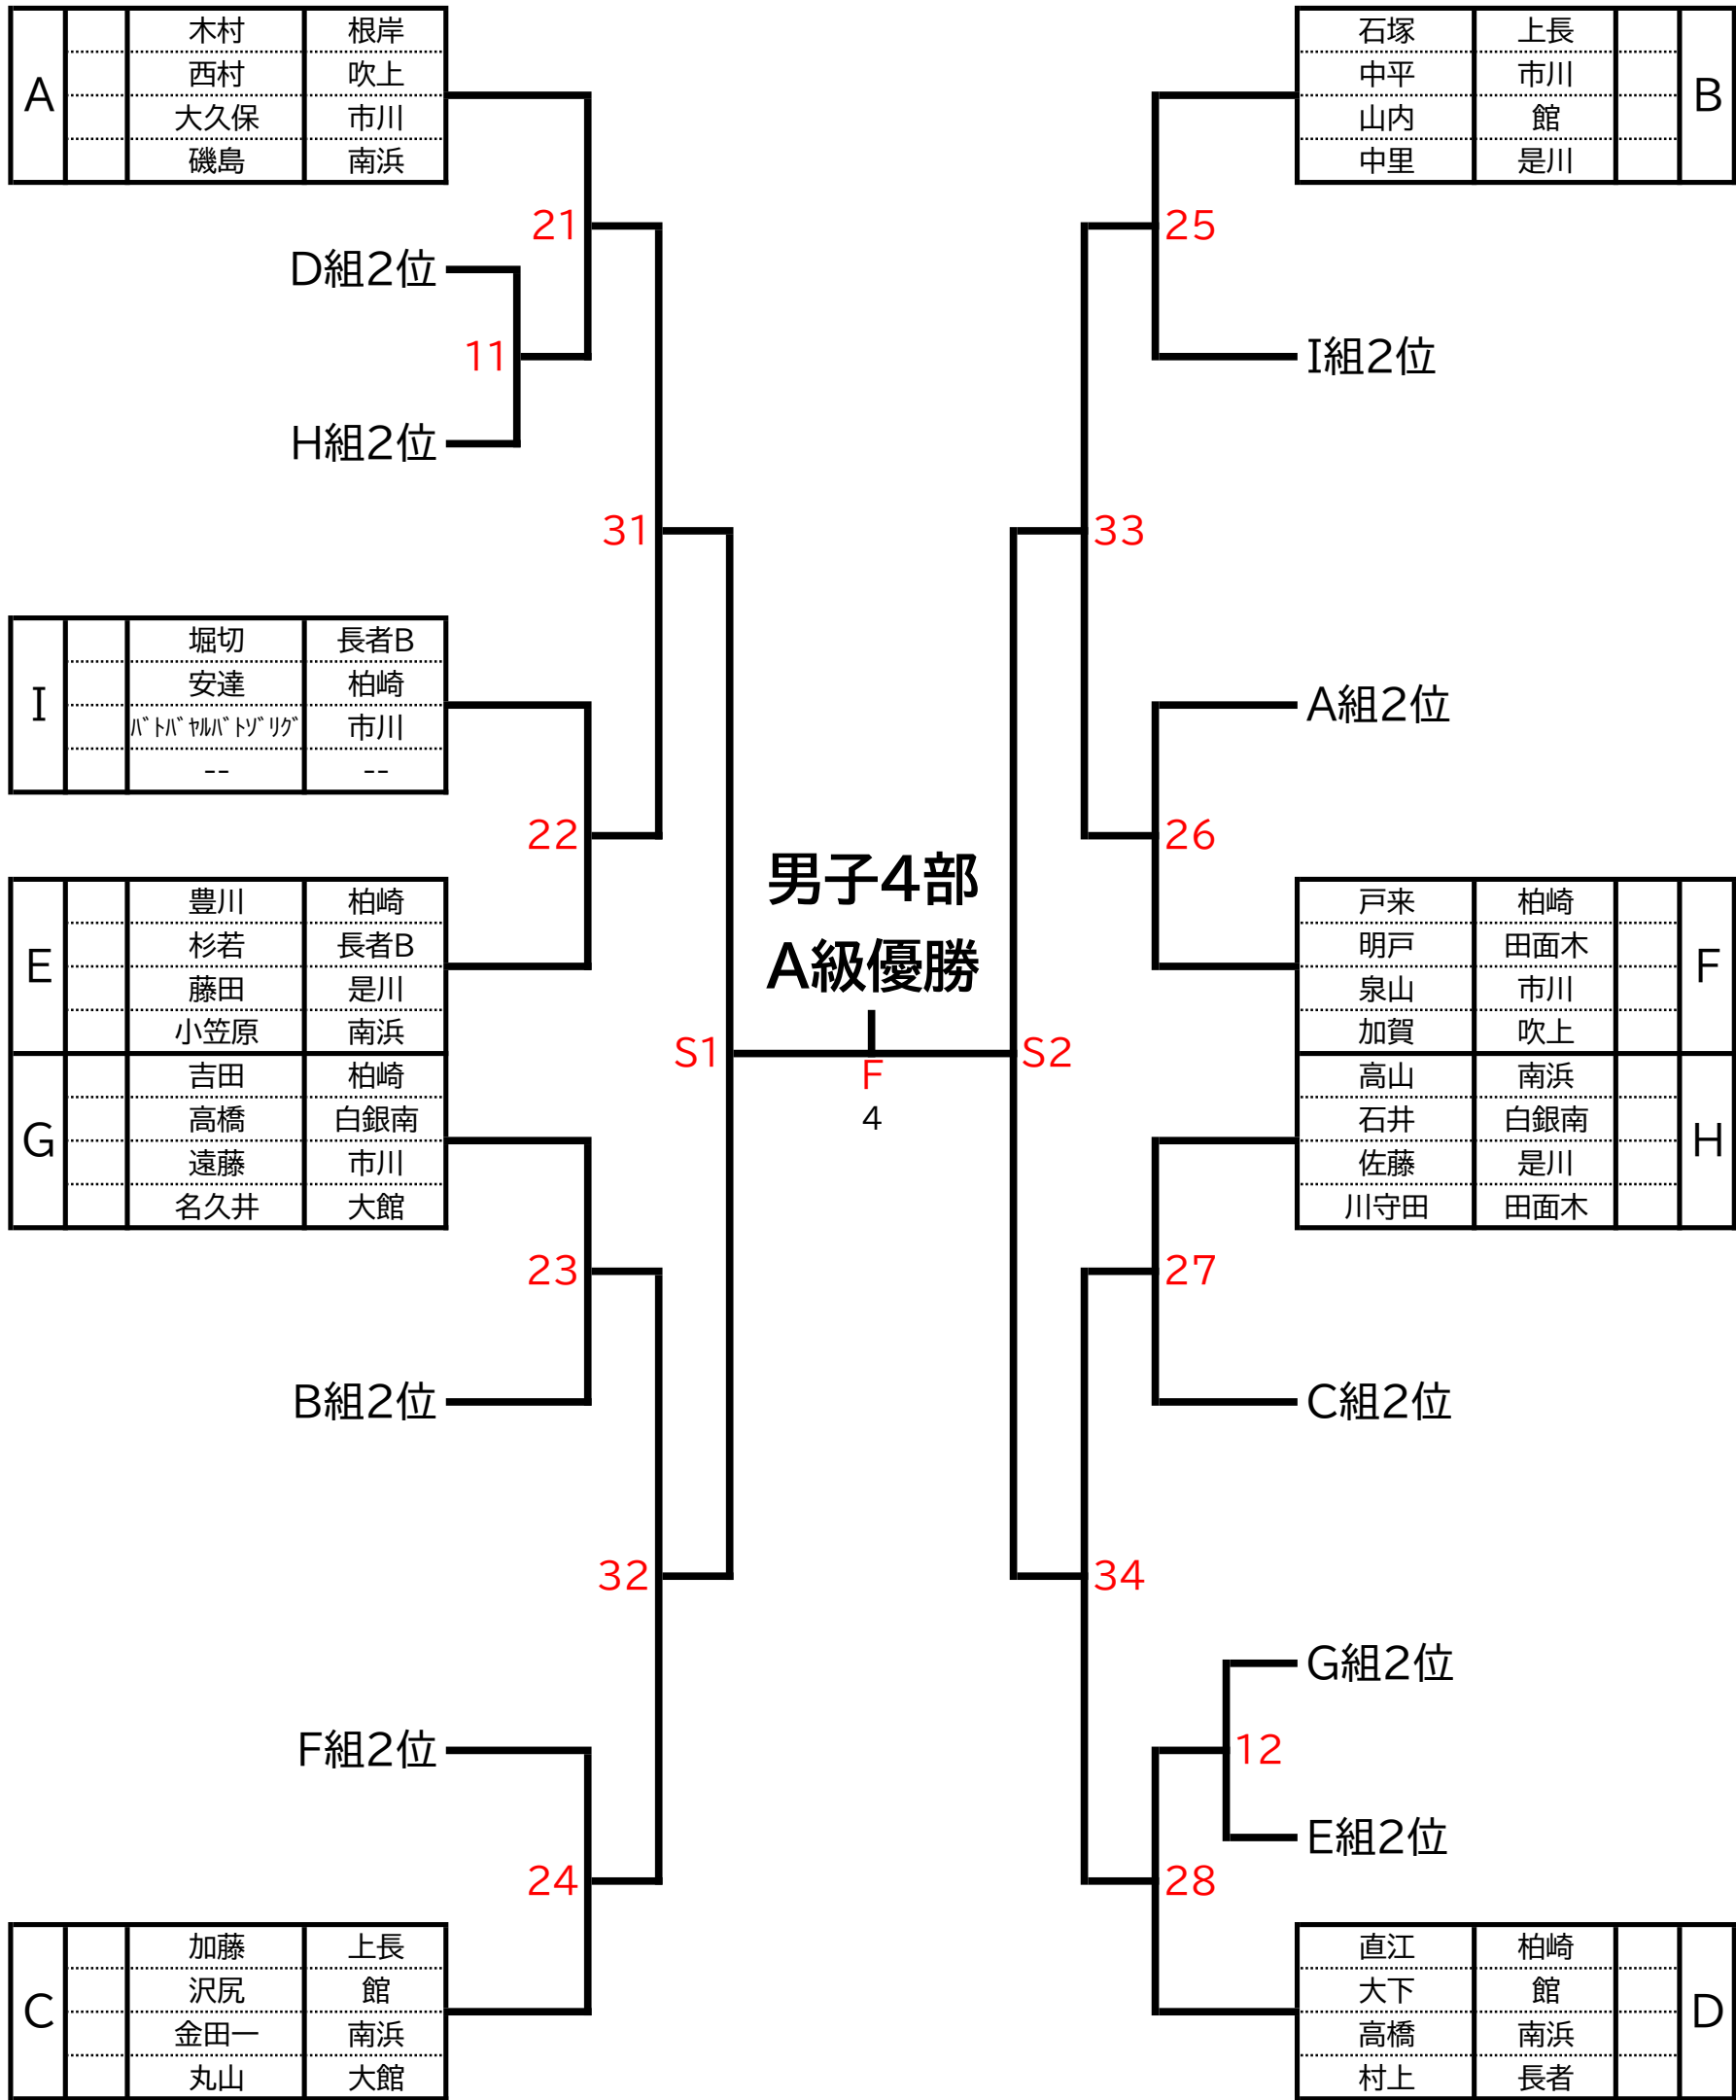 A
木村 根岸
西村 吹上
大久保 市川
磯島 南浜
21
D組2位
11
H組2位
31
I
堀切 長者B
安達 柏崎
ﾊﾞﾄﾊﾞﾔﾙﾊﾞﾄｿﾞﾘｸﾞ 市川
-- --
22
E
豊川 柏崎
杉若 長者B
藤田 是川
小笠原 南浜
G
吉田 柏崎
高橋 白銀南
遠藤 市川
名久井 大館
23
B組2位
32
F組2位
24
C
加藤 上長
沢尻 館
金田一 南浜
丸山 大館
男子4部
A級優勝
S1
F
4
S2
B
石塚 上長
中平 市川
山内 館
中里 是川
25
I組2位
33
A組2位
26
F
戸来 柏崎
明戸 田面木
泉山 市川
加賀 吹上
H
高山 南浜
石井 白銀南
佐藤 是川
川守田 田面木
27
C組2位
34
G組2位
12
E組2位
28
D
直江 柏崎
大下 館
高橋 南浜
村上 長者